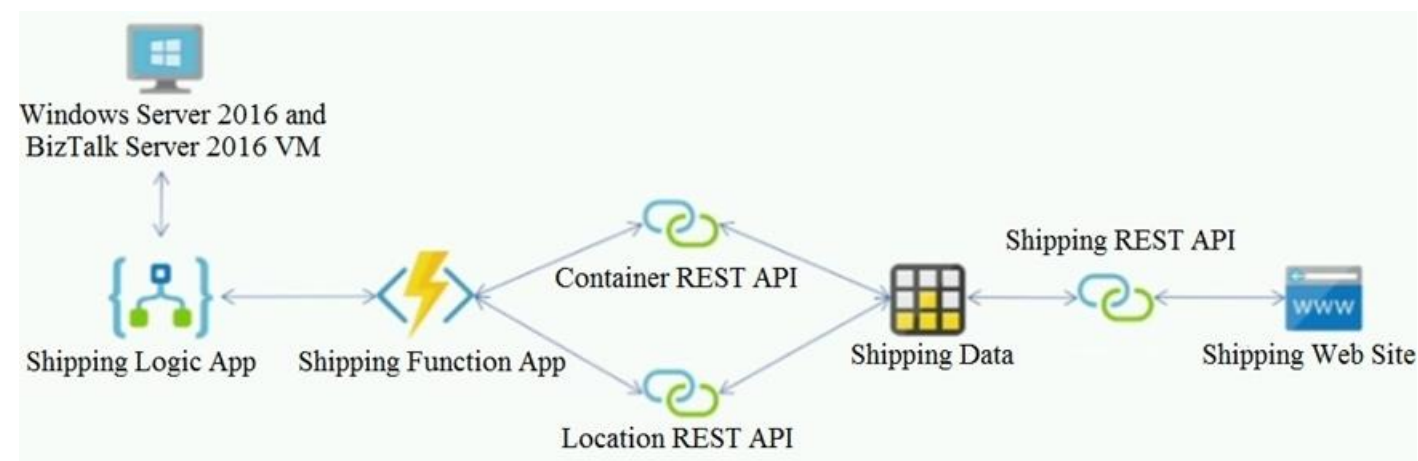 Windows Server 2016 and
BizTalk Server 2016 VM
Shipping REST API
Container REST API
www
Shipping Logic App
Shipping Function App
Shipping Data
Shipping Web Site
Location REST API